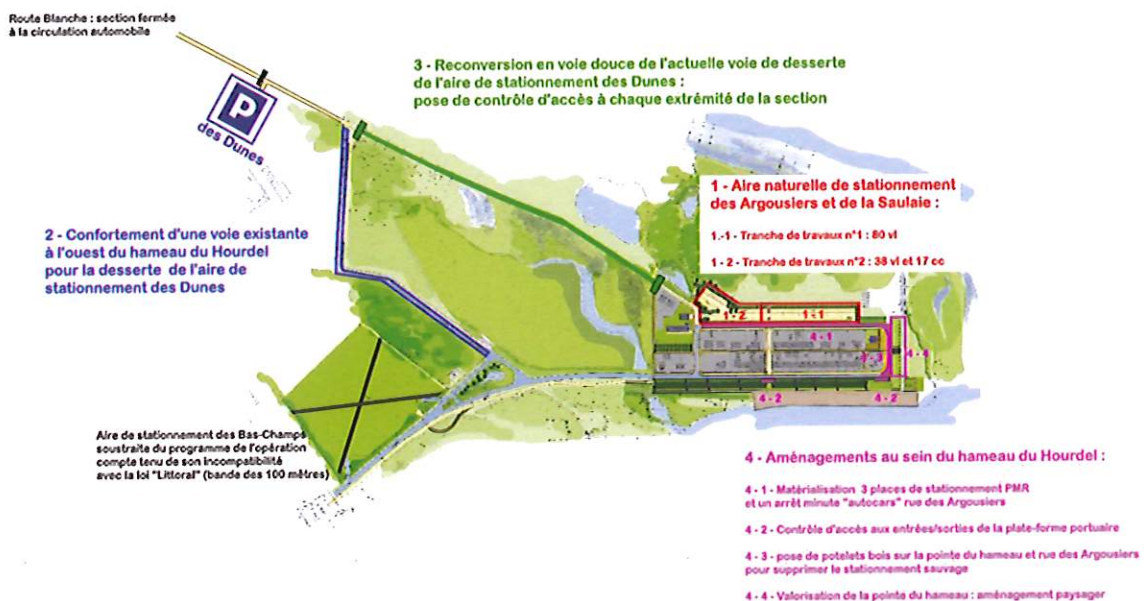 Route Blanche : section fermée
à la circulation automobile
P
des Dunes
3 - Reconversion en voie douce de l'actuelle voie de desserte
de l'aire de stationnement des Dunes :
pose de contrôle d'accès à chaque extrémité de la section
1 - Aire naturelle de stationnement
des Argousiers et de la Saulaie :
1.-1 - Tranche de travaux n°1 : 80 vl
1 - 2 - Tranche de travaux n°2 : 38 vl et 17 cc
2 - Confortement d'une voie existante
à l'ouest du hameau du Hourdel
pour la desserte de l'aire de
stationnement des Dunes
1 - 2
1 - 1
4 - 1
4 - 3
4 - 4
4 - 2
4 - 2
Aire de stationnement des Bas-Champs
soustraite du programme de l'opération
compte tenu de son incompatibilité
avec la loi "Littoral" (bande des 100 mètres)
4 - Aménagements au sein du hameau du Hourdel :
4 - 1 - Matérialisation 3 places de stationnement PMR
et un arrêt minute "autocars" rue des Argousiers
4 - 2 - Contrôle d'accès aux entrées/sorties de la plate-forme portuaire
4 - 3 - pose de potelets bois sur la pointe du hameau et rue des Argousiers
pour supprimer le stationnement sauvage
4 - 4 - Valorisation de la pointe du hameau : aménagement paysager